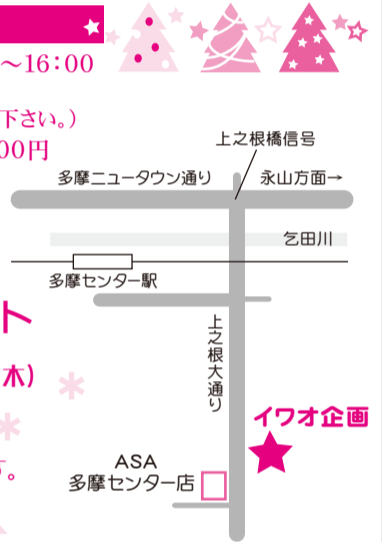 ～16：00
下さい。）
00円
上之根橋信号
多摩ニュータウン通り
永山方面→
乞田川
多摩センター駅
ト
上之根大通り
木）
イワオ企画
す。
ASA
多摩センター店